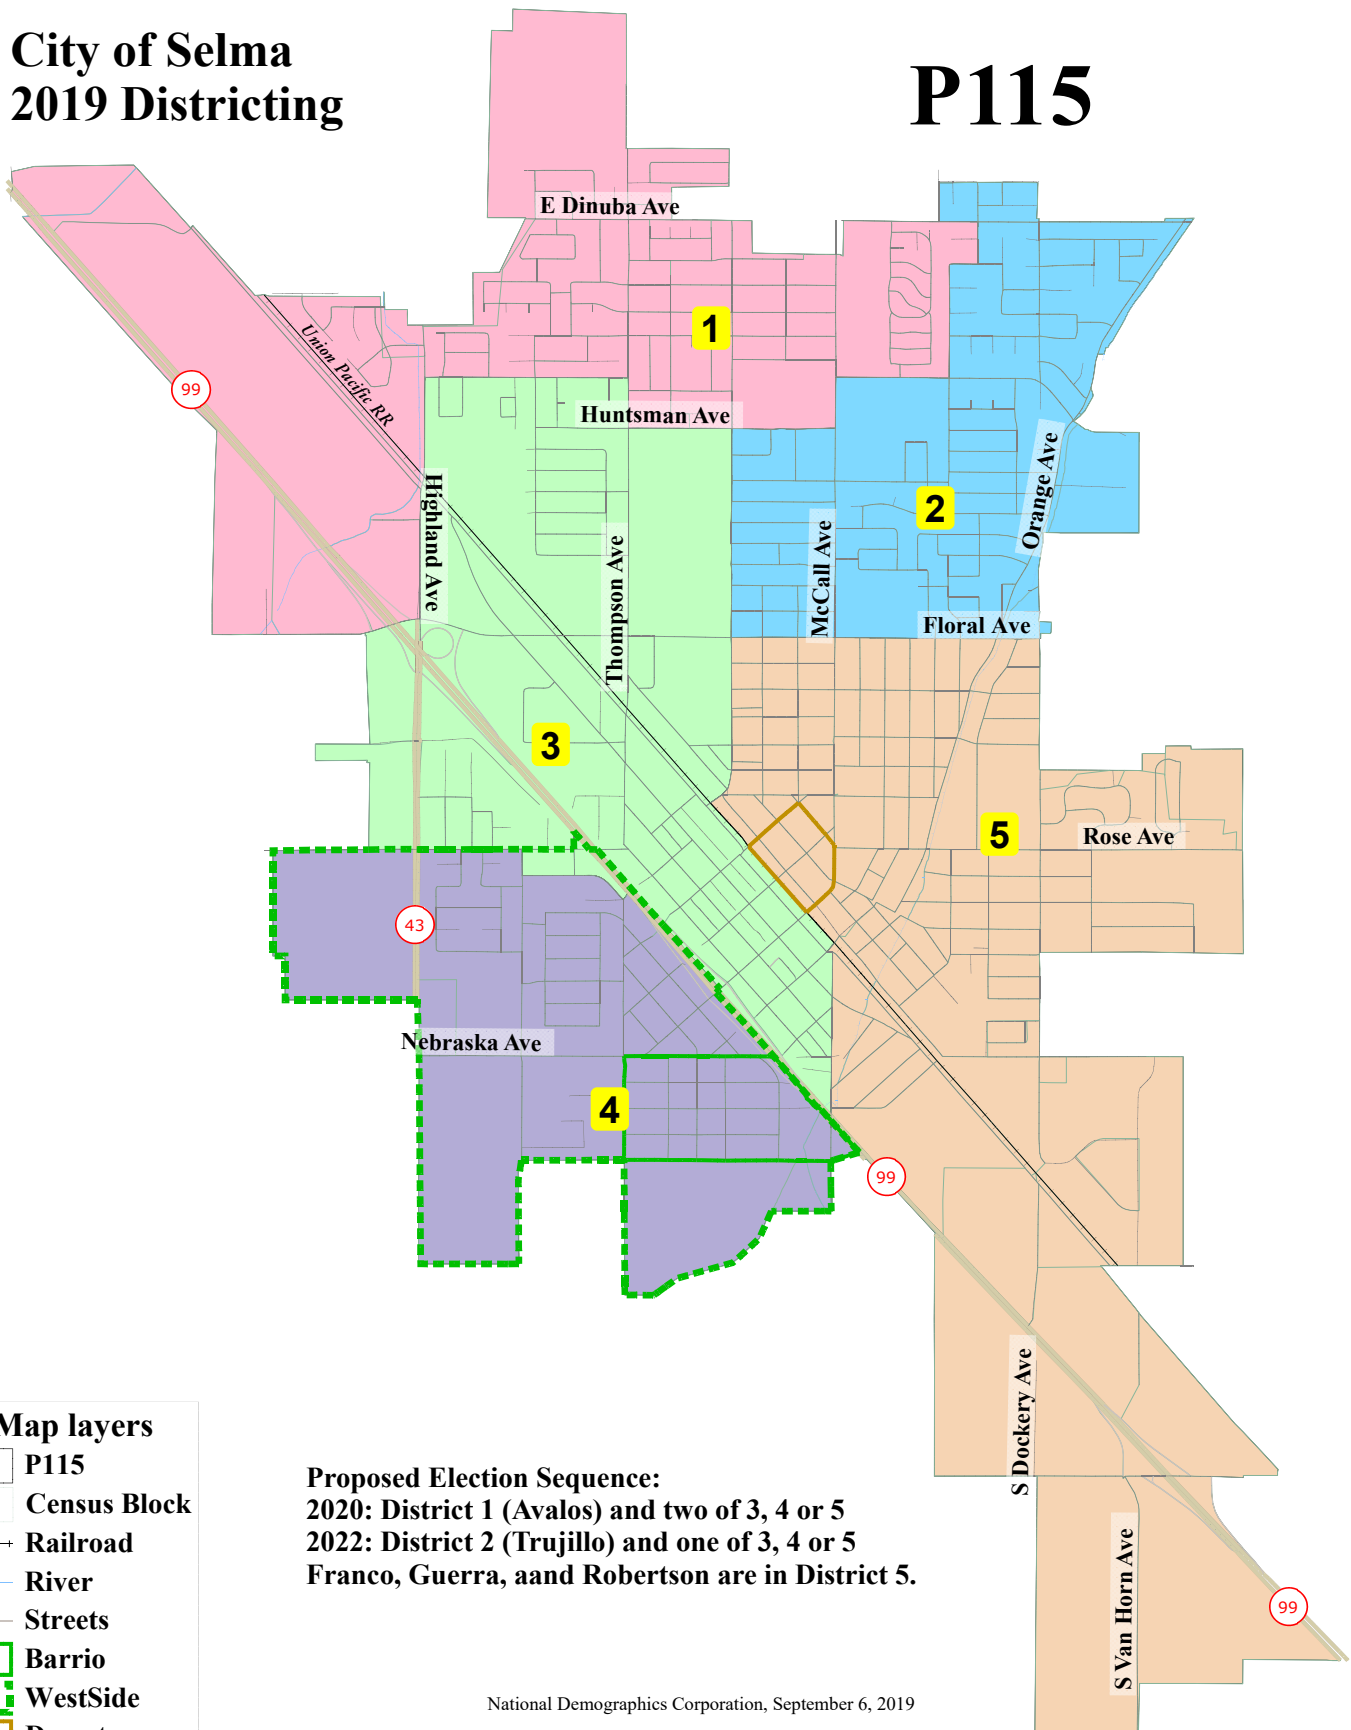 City of Selma
2019 Districting
P115
E Dinuba Ave
1
Union Pacific RR
99
Huntsman Ave
Highland Ave
Thompson Ave
McCall Ave
Orange Ave
2
Floral Ave
3
5
Rose Ave
43
Nebraska Ave
4
99
S Dockery Ave
S Van Horn Ave
99
Map layers
P115
Census Block
Railroad
River
Streets
Barrio
WestSide
Proposed Election Sequence:
2020: District 1 (Avalos) and two of 3, 4 or 5
2022: District 2 (Trujillo) and one of 3, 4 or 5
Franco, Guerra, aand Robertson are in District 5.
National Demographics Corporation, September 6, 2019